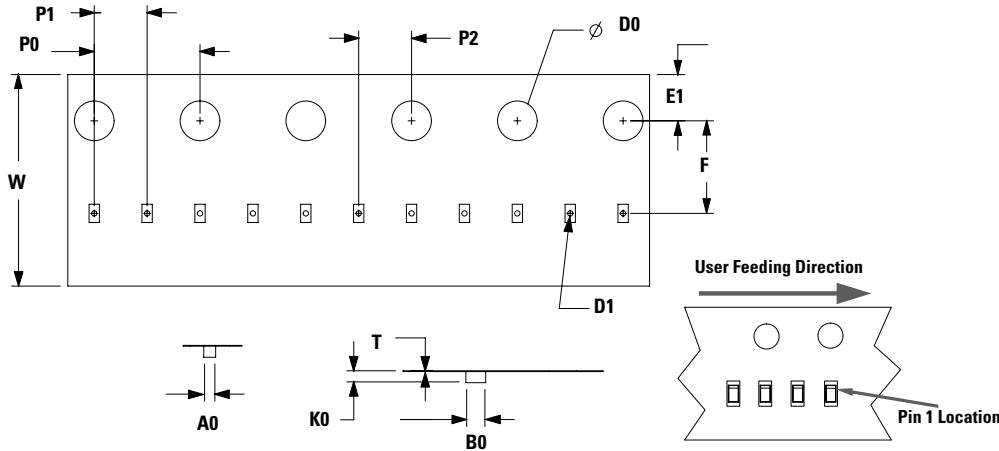 P1
P0
P2
⌀ D0
E1
F
W
D1
User Feeding Direction
T
K0
A0
B0
Pin 1 Location